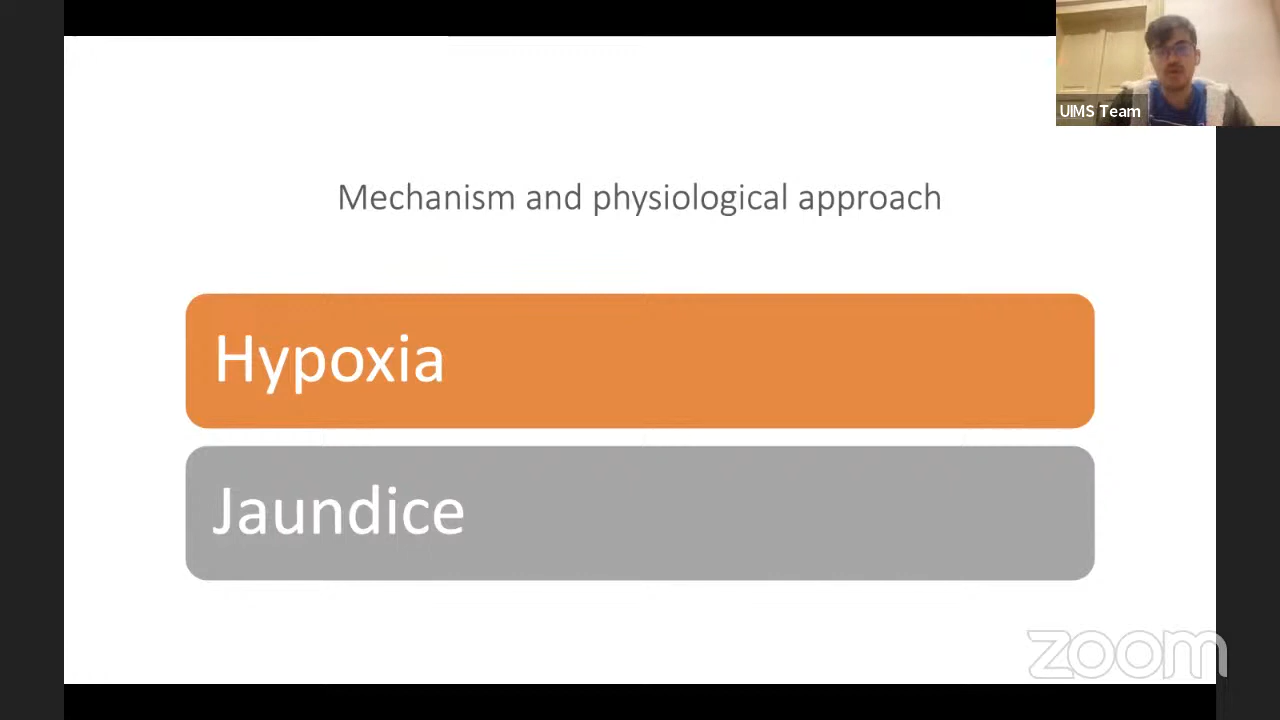 UIMS Team
Mechanism and physiological approach
Hypoxia
Jaundice
zoom